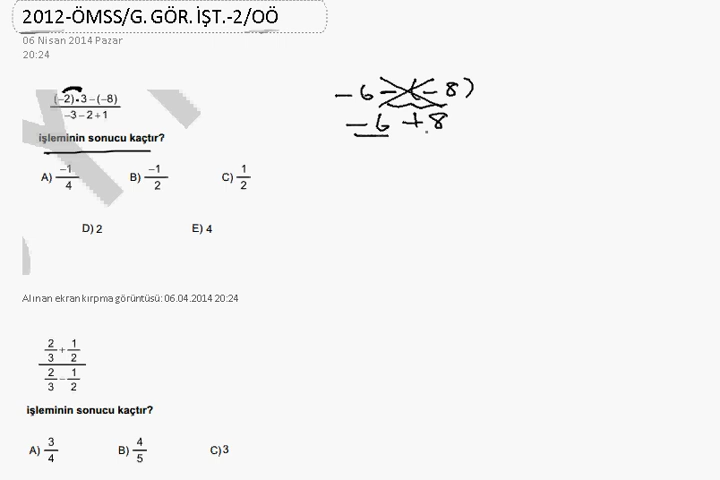 2012-ÖMSS/G. GÖR. İŞT.-2/OÖ
06 Nisan 2014 Pazar
20:24
(-2)·3-(-8)
-3-2+1
işleminin sonucu kaçtır?
A) -1/4 B) -1/2 C) 1/2
D) 2 E) 4
-6-(-8)
-6+8
Alınan ekran kırpma görüntüsü: 06.04.2014 20:24
2/3 + 1/2
2/3 - 1/2
işleminin sonucu kaçtır?
A) 3/4 B) 4/5 C) 3